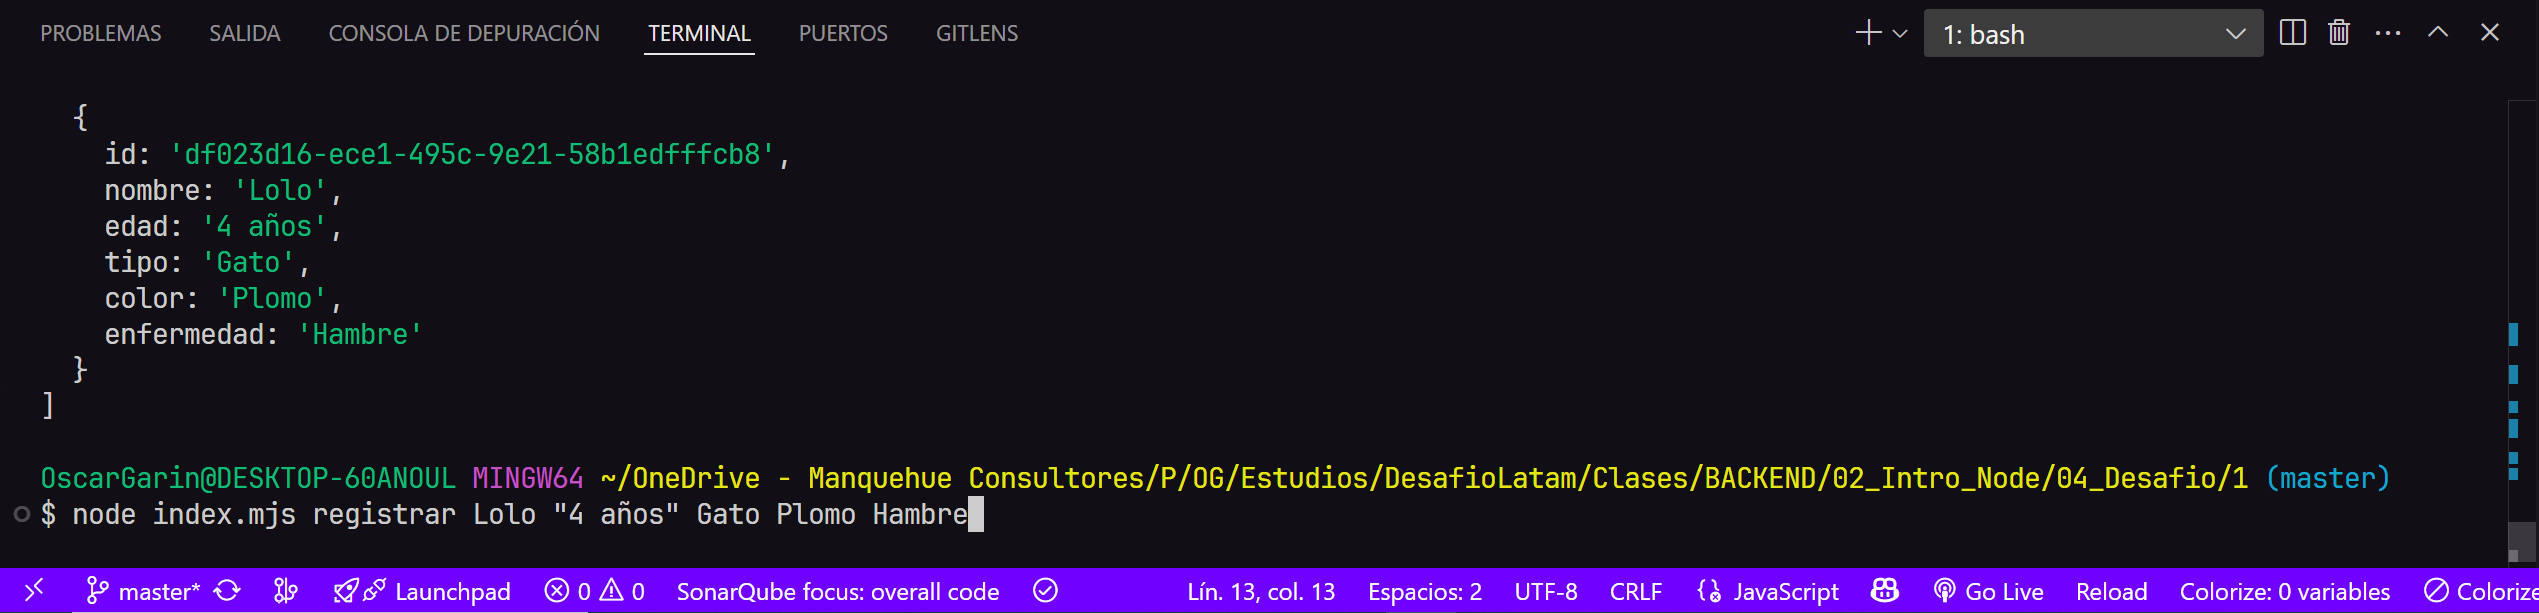 PROBLEMAS SALIDA CONSOLA DE DEPURACIÓN TERMINAL PUERTOS GITLENS 1: bash
{
id: 'df023d16-ece1-495c-9e21-58b1edfffcb8',
nombre: 'Lolo',
edad: '4 años',
tipo: 'Gato',
color: 'Plomo',
enfermedad: 'Hambre'
}
]
OscarGarin@DESKTOP-60ANOUL MINGW64 ~/OneDrive - Manquehue Consultores/P/OG/Estudios/DesafioLatam/Clases/BACKEND/02_Intro_Node/04_Desafio/1 (master)
$ node index.mjs registrar Lolo "4 años" Gato Plomo Hambre
master* Launchpad 0 0 SonarQube focus: overall code Lín. 13, col. 13 Espacios: 2 UTF-8 CRLF JavaScript Go Live Reload Colorize: 0 variables Colorize